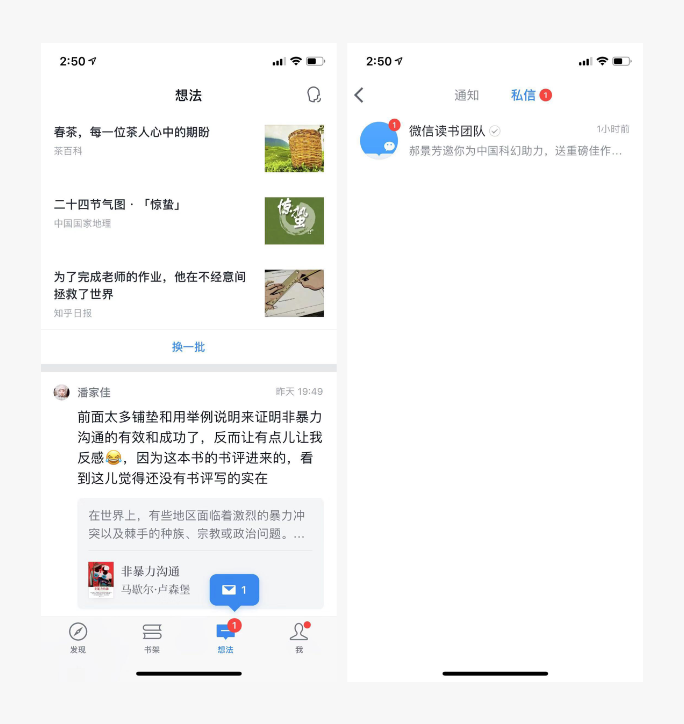 2:50
想法
春茶，每一位茶人心中的期盼
茶百科
二十四节气图·「惊蛰」
中国国家地理
惊蛰
为了完成老师的作业，他在不经意间
拯救了世界
知乎日报
换一批
潘家佳
昨天 19:49
前面太多铺垫和用举例说明来证明非暴力
沟通的有效和成功了，反而让有点儿让我
反感😂，因为这本书的书评进来的，看
到这儿觉得还没有书评写的实在
在世界上，有些地区面临着激烈的暴力冲
突以及棘手的种族、宗教或政治问题。...
非暴力沟通
马歇尔·卢森堡
1
1
发现
书架
想法
我
2:50
通知
私信
1
1
微信读书团队
1小时前
郝景芳邀你为中国科幻助力，送重磅佳作...